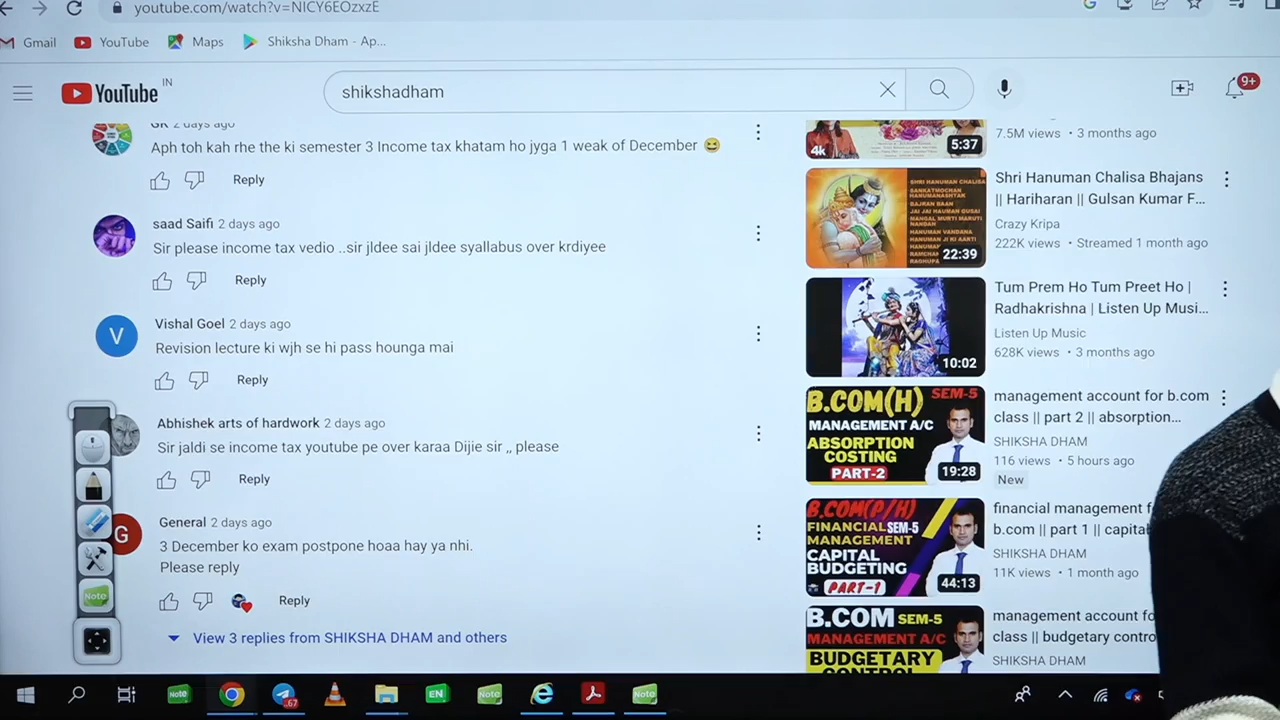 youtube.com/watch?v=NICY6EOzxzE
Gmail
YouTube
Maps
Shiksha Dham - Ap...
YouTube IN
shikshadham
9+
GK 2 days ago
Aph toh kah rhe thr ki semester 3 Income tax khatam ho jyga 1 weak of December 😄
Reply
saad Saifi days ago
Sir please income tax vedio ..sir jldee sai jldee syallabus over krdiyee
Reply
Vishal Goel 2 days ago
Revision lecture ki wjh se hi pass hounga mai
Reply
Abhishek arts of hardwork 2 days ago
Sir jaldi se income tax youtube pe over karaa Dijie sir ,, please
Reply
General 2 days ago
3 December ko exam postpone hoaa hay ya nhi.
Please reply
Reply
View 3 replies from SHIKSHA DHAM and others
V
G
Note
4k
5:37
7.5M views • 3 months ago
SHRI HANUMAN CHALISA
SANKATMOCHAN
HANUMANASHTAK
BAJRAN BAAN
JAI JAI HAUMAN GUSAI
MANGAL MURTI MARUTI
NANDAN
HANUMAN VANDANA
HANUMAN JI KI AARTI
22:39
Shri Hanuman Chalisa Bhajans
|| Hariharan || Gulsan Kumar F...
Crazy Kripa
222K views • Streamed 1 month ago
10:02
Tum Prem Ho Tum Preet Ho |
Radhakrishna | Listen Up Musi...
Listen Up Music
628K views • 3 months ago
B.COM(H) SEM-5
MANAGEMENT A/C
ABSORPTION
COSTING
PART-2
19:28
management account for b.com
class || part 2 || absorption...
SHIKSHA DHAM
116 views • 5 hours ago
New
B.COM(P/H)
FINANCIAL SEM-5
MANAGEMENT
CAPITAL
BUDGETING
PART-1
44:13
financial management f
b.com || part 1 || capita
SHIKSHA DHAM
11K views • 1 month ago
B.COM SEM-5
MANAGEMENT A/C
BUDGETARY
CONTROL
management account fo
class || budgetary contro
SHIKSHA DHAM
Note
67
EN
Note
Note